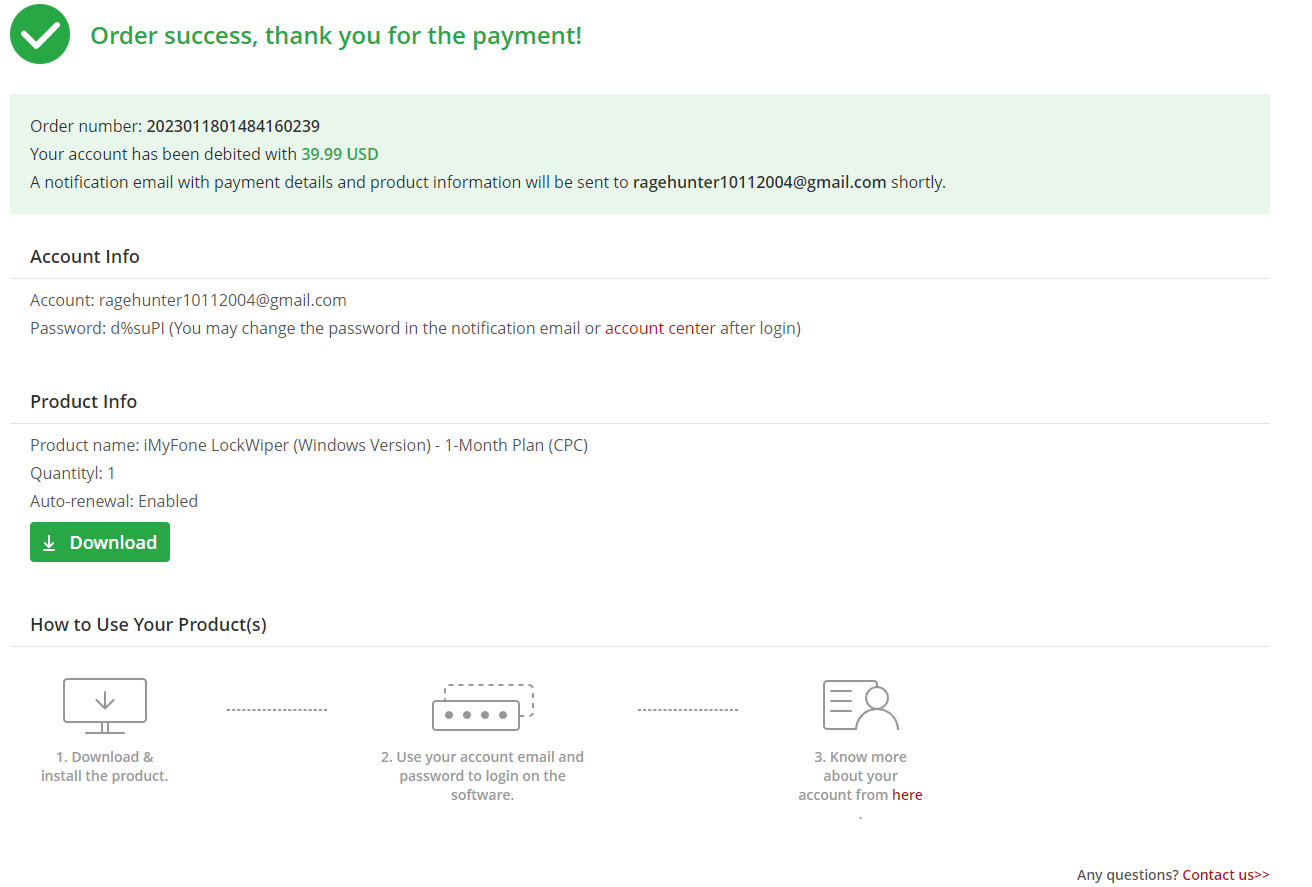 Order success, thank you for the payment!
Order number: 2023011801484160239
Your account has been debited with 39.99 USD
A notification email with payment details and product information will be sent to ragehunter10112004@gmail.com shortly.
Account Info
Account: ragehunter10112004@gmail.com
Password: d%suPI (You may change the password in the notification email or account center after login)
Product Info
Product name: iMyFone LockWiper (Windows Version) - 1-Month Plan (CPC)
Quantityl: 1
Auto-renewal: Enabled
Download
How to Use Your Product(s)
1. Download &
install the product.
2. Use your account email and
password to login on the
software.
3. Know more
about your
account from here
.
Any questions? Contact us>>